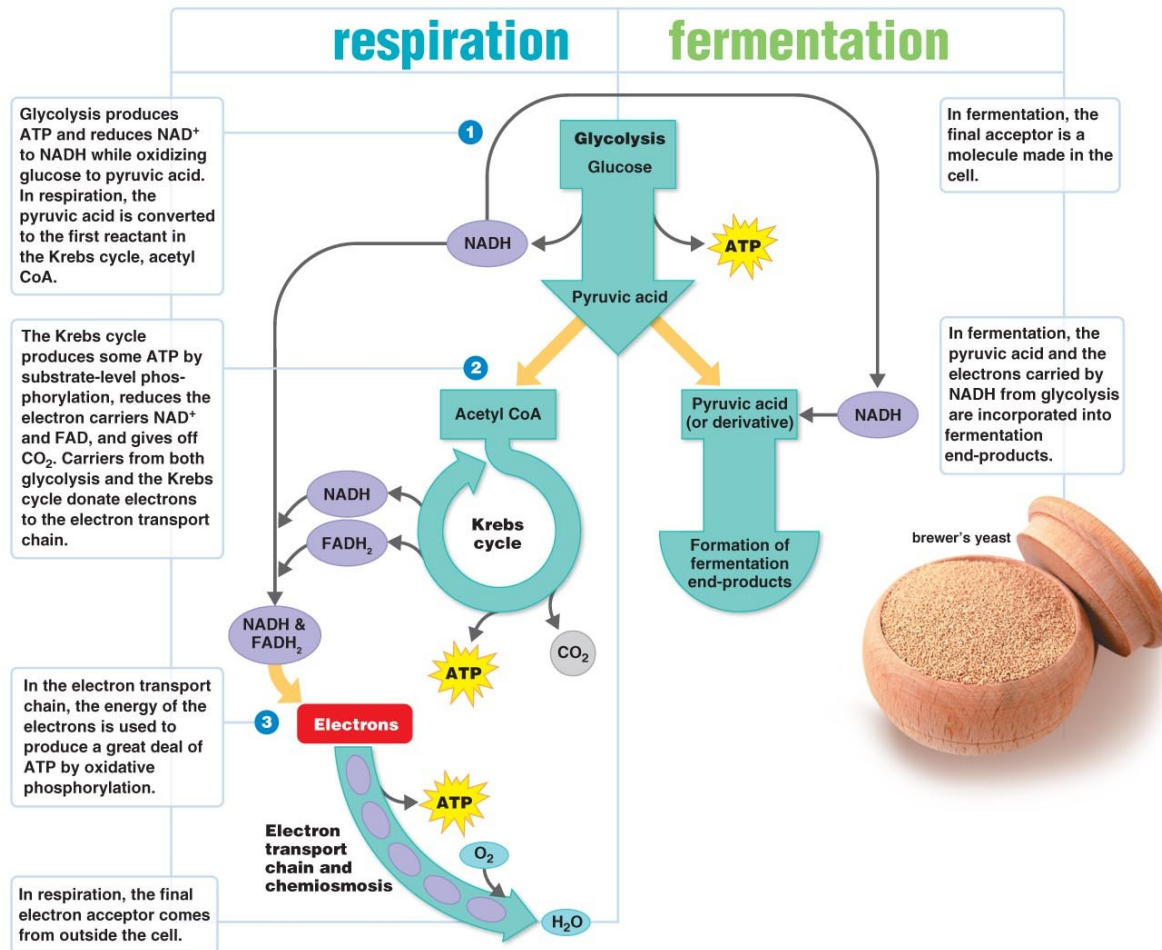 respiration
fermentation
Glycolysis produces
ATP and reduces NAD⁺
to NADH while oxidizing
glucose to pyruvic acid.
In respiration, the
pyruvic acid is converted
to the first reactant in
the Krebs cycle, acetyl
CoA.
1
Glycolysis
Glucose
NADH
ATP
Pyruvic acid
In fermentation, the
final acceptor is a
molecule made in the
cell.
The Krebs cycle
produces some ATP by
substrate-level phos-
phorylation, reduces the
electron carriers NAD⁺
and FAD, and gives off
CO₂. Carriers from both
glycolysis and the Krebs
cycle donate electrons
to the electron transport
chain.
2
Acetyl CoA
NADH
FADH₂
Krebs
cycle
NADH &
FADH₂
ATP
CO₂
Pyruvic acid
(or derivative)
NADH
Formation of
fermentation
end-products
In fermentation, the
pyruvic acid and the
electrons carried by
NADH from glycolysis
are incorporated into
fermentation
end-products.
brewer's yeast
In the electron transport
chain, the energy of the
electrons is used to
produce a great deal of
ATP by oxidative
phosphorylation.
3
Electrons
ATP
Electron
transport
chain and
chemiosmosis
O₂
H₂O
In respiration, the final
electron acceptor comes
from outside the cell.